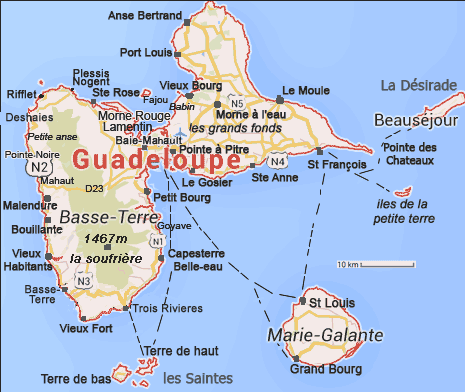 Anse Bertrand
Port Louis
Plessis
Nogent
Rifflet
Ste Rose
Fajou
Vieux Bourg
Babin
N5
Le Moule
La Désirade
Deshaies
Morne Rouge
Lamentin
Morne à l'eau
Beauséjour
Petite anse
Baie-Mahault
les grands fonds
Pointe Noire
Guadeloupe
Pointe à Pitre
N4
St François
Pointe des
Chateaux
N2
Mahaut
D23
Le Gosier
Ste Anne
Petit Bourg
Malendure
Basse-Terre
iles de la
petite terre
Bouillante
Goyave
1467m
la soufrière
N1
Vieux
Habitants
Capesterre
Belle-eau
10 km
Basse-
Terre
N3
Trois Rivieres
St Louis
Vieux Fort
Marie-Galante
Terre de haut
Grand Bourg
Terre de bas
les Saintes